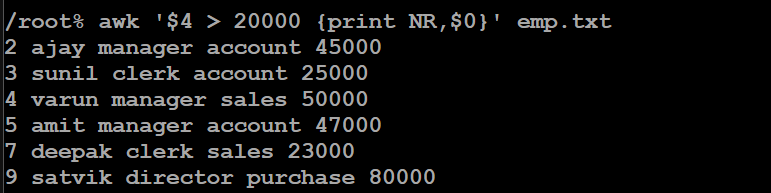 /root% awk '$4 > 20000 {print NR,$0}' emp.txt
2 ajay manager account 45000
3 sunil clerk account 25000
4 varun manager sales 50000
5 amit manager account 47000
7 deepak clerk sales 23000
9 satvik director purchase 80000